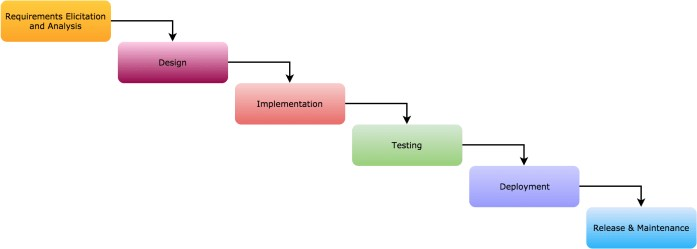 Requirements Elicitation
and Analysis
Design
Implementation
Testing
Deployment
Release & Maintenance